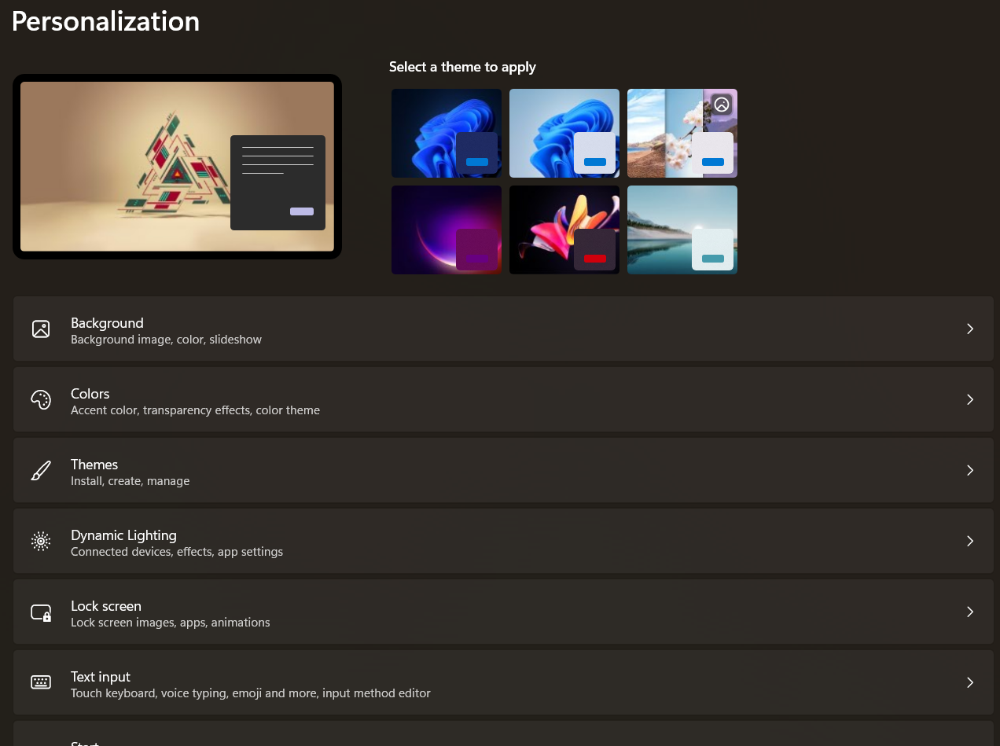 Personalization
Select a theme to apply
Background
Background image, color, slideshow
Colors
Accent color, transparency effects, color theme
Themes
Install, create, manage
Dynamic Lighting
Connected devices, effects, app settings
Lock screen
Lock screen images, apps, animations
Text input
Touch keyboard, voice typing, emoji and more, input method editor
Start